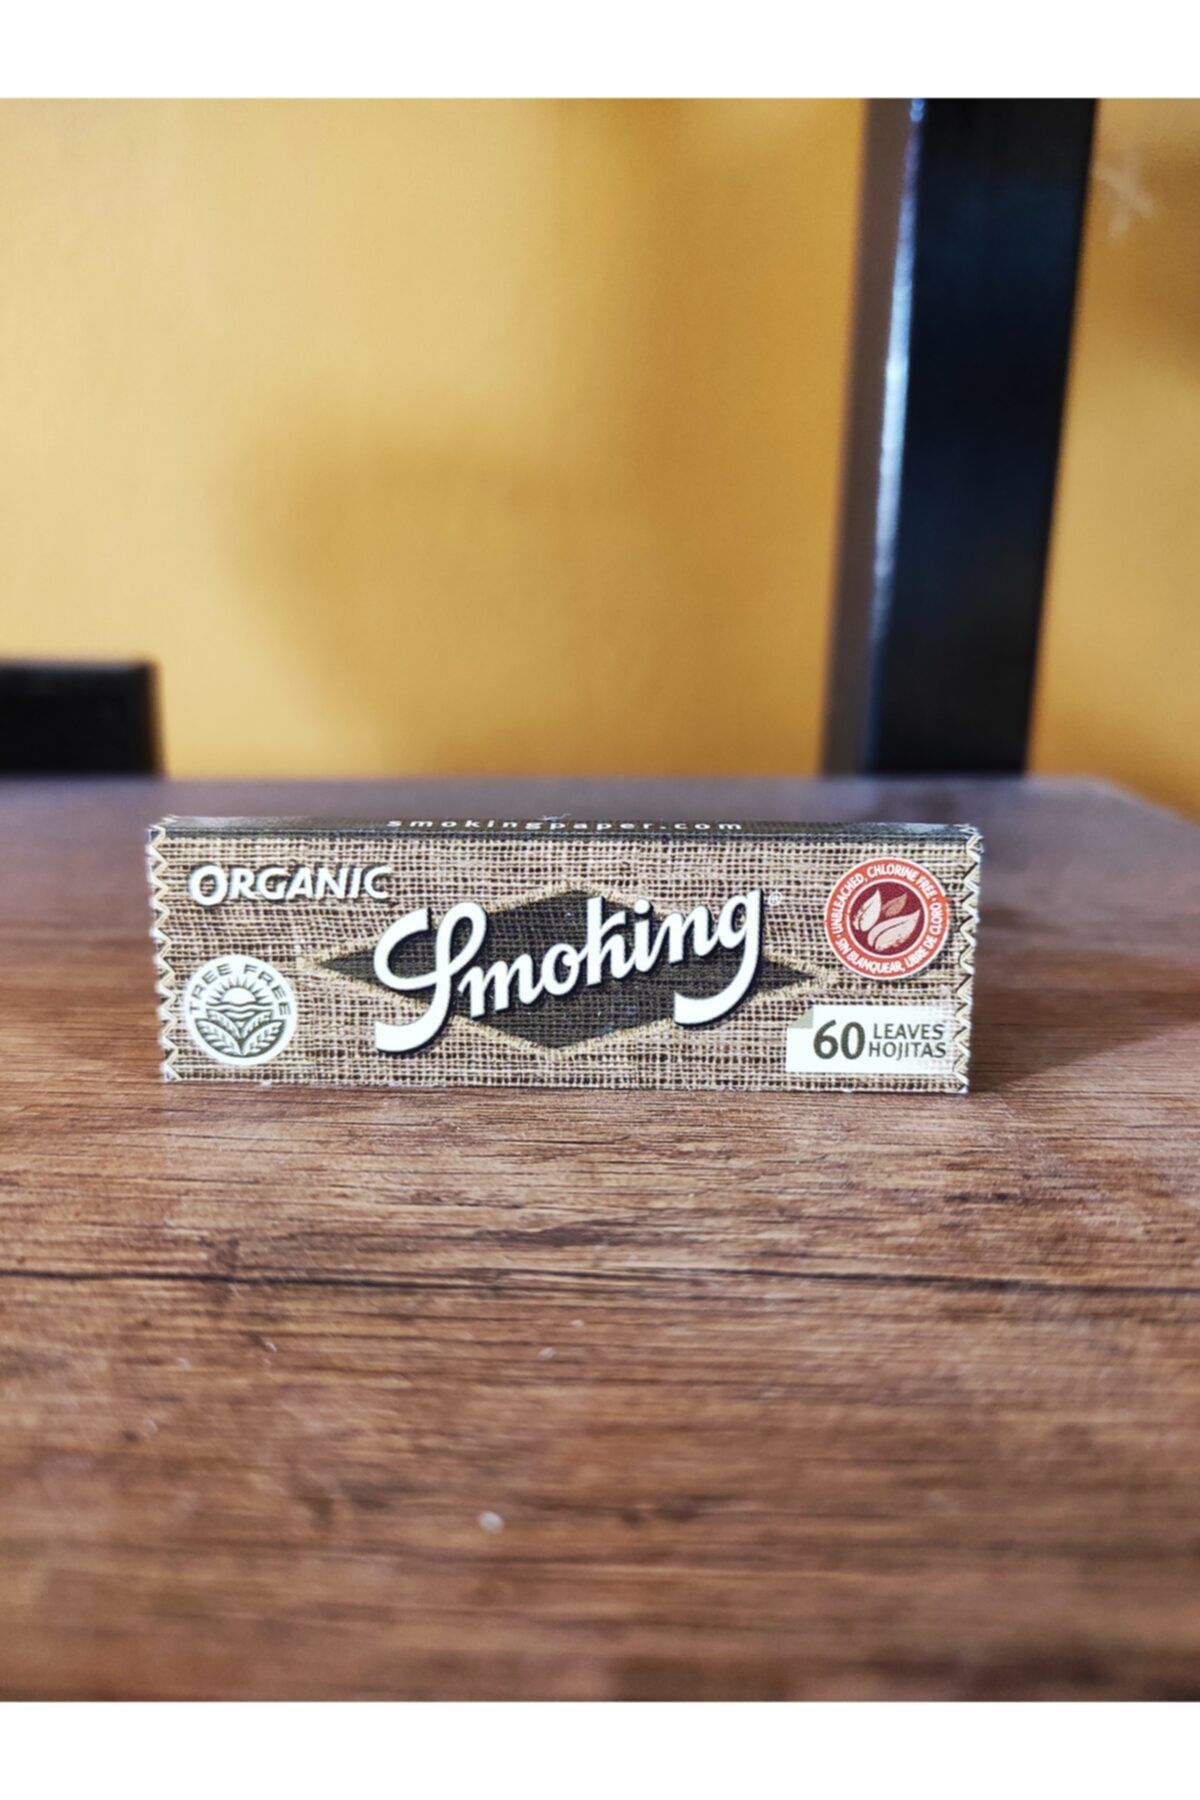 smokingpaper.com
ORGANIC
Smoking®
UNBLEACHED, CHLORINE FREE · SIN BLANQUEAR, LIBRE DE CLORO ·
TREE FREE
60 LEAVES
HOJITAS